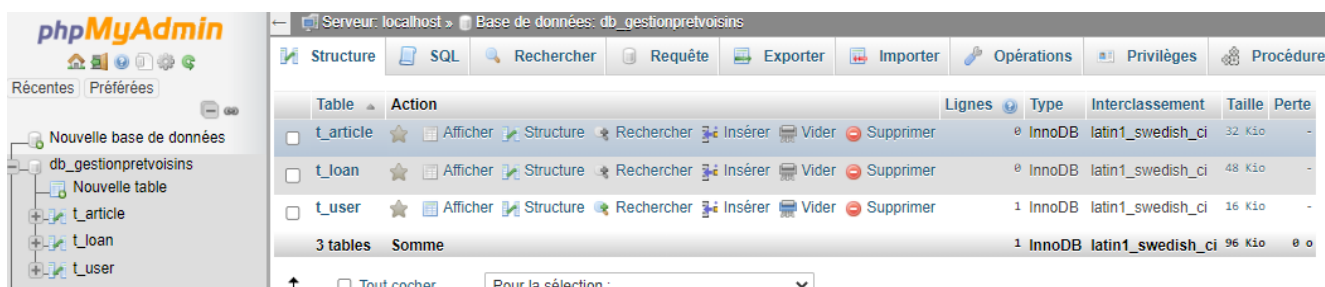 phpMyAdmin
Récentes Préférées
Nouvelle base de données
db_gestionpretvoisins
Nouvelle table
t_article
t_loan
t_user
Serveur: localhost » Base de données: db_gestionpretvoisins
Structure SQL Rechercher Requête Exporter Importer Opérations Privilèges Procédure
Table Action Lignes Type Interclassement Taille Perte
t_article Afficher Structure Rechercher Insérer Vider Supprimer 0 InnoDB latin1_swedish_ci 32 Kio -
t_loan Afficher Structure Rechercher Insérer Vider Supprimer 0 InnoDB latin1_swedish_ci 48 Kio -
t_user Afficher Structure Rechercher Insérer Vider Supprimer 1 InnoDB latin1_swedish_ci 16 Kio -
3 tables Somme 1 InnoDB latin1_swedish_ci 96 Kio 0 o
Tout cocher Pour la sélection :